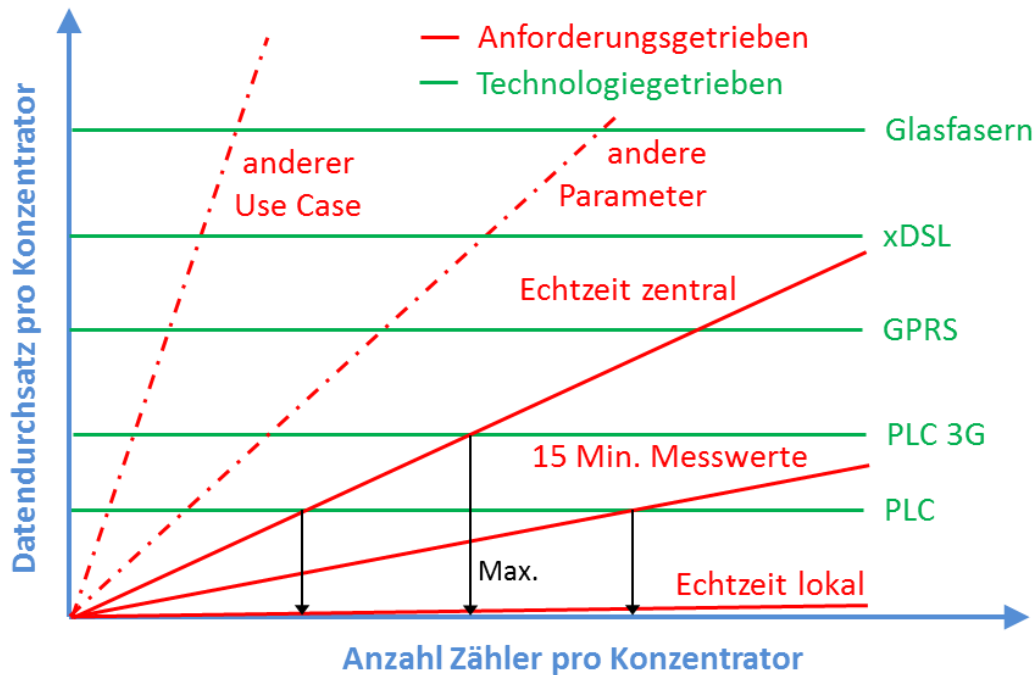 Anforderungsgetrieben
Technologiegetrieben
Glasfasern
anderer
Use Case
andere
Parameter
xDSL
Echtzeit zentral
GPRS
PLC 3G
15 Min. Messwerte
PLC
Max.
Echtzeit lokal
Datendurchsatz pro Konzentrator
Anzahl Zähler pro Konzentrator